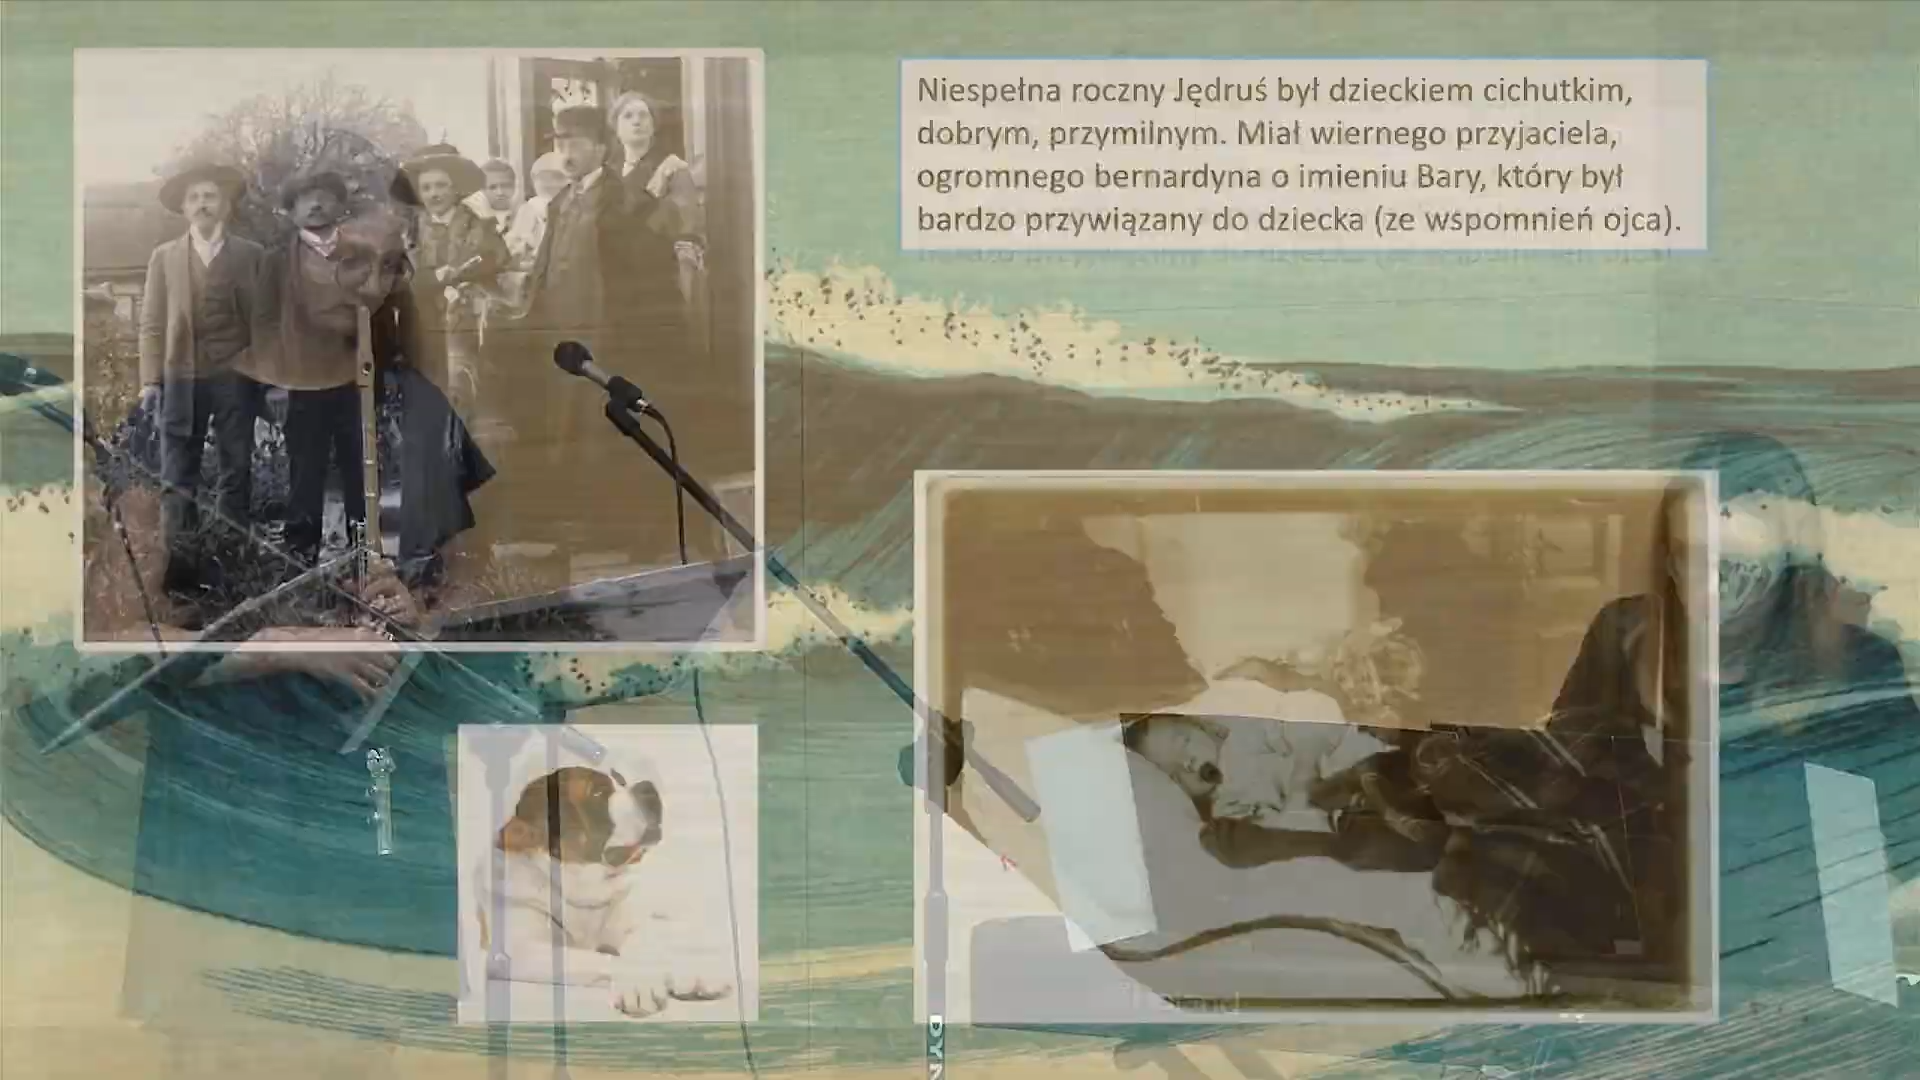 Niespełna roczny Jędruś był dzieckiem cichutkim,
dobrym, przymilnym. Miał wiernego przyjaciela,
ogromnego bernardyna o imieniu Bary, który był
bardzo przywiązany do dziecka (ze wspomnień ojca).